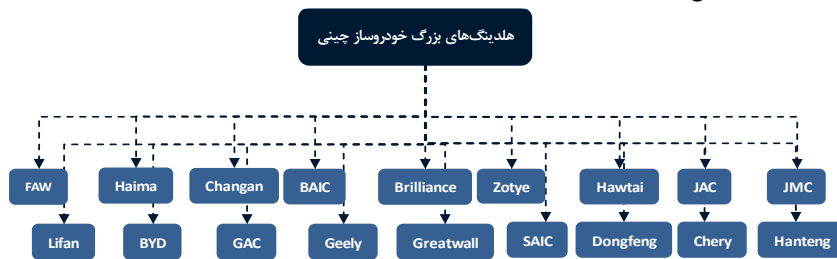 هلدینگ‌های بزرگ خودروساز چینی
FAW
Haima
Changan
BAIC
Brilliance
Zotye
Hawtai
JAC
JMC
Lifan
BYD
GAC
Geely
Greatwall
SAIC
Dongfeng
Chery
Hanteng